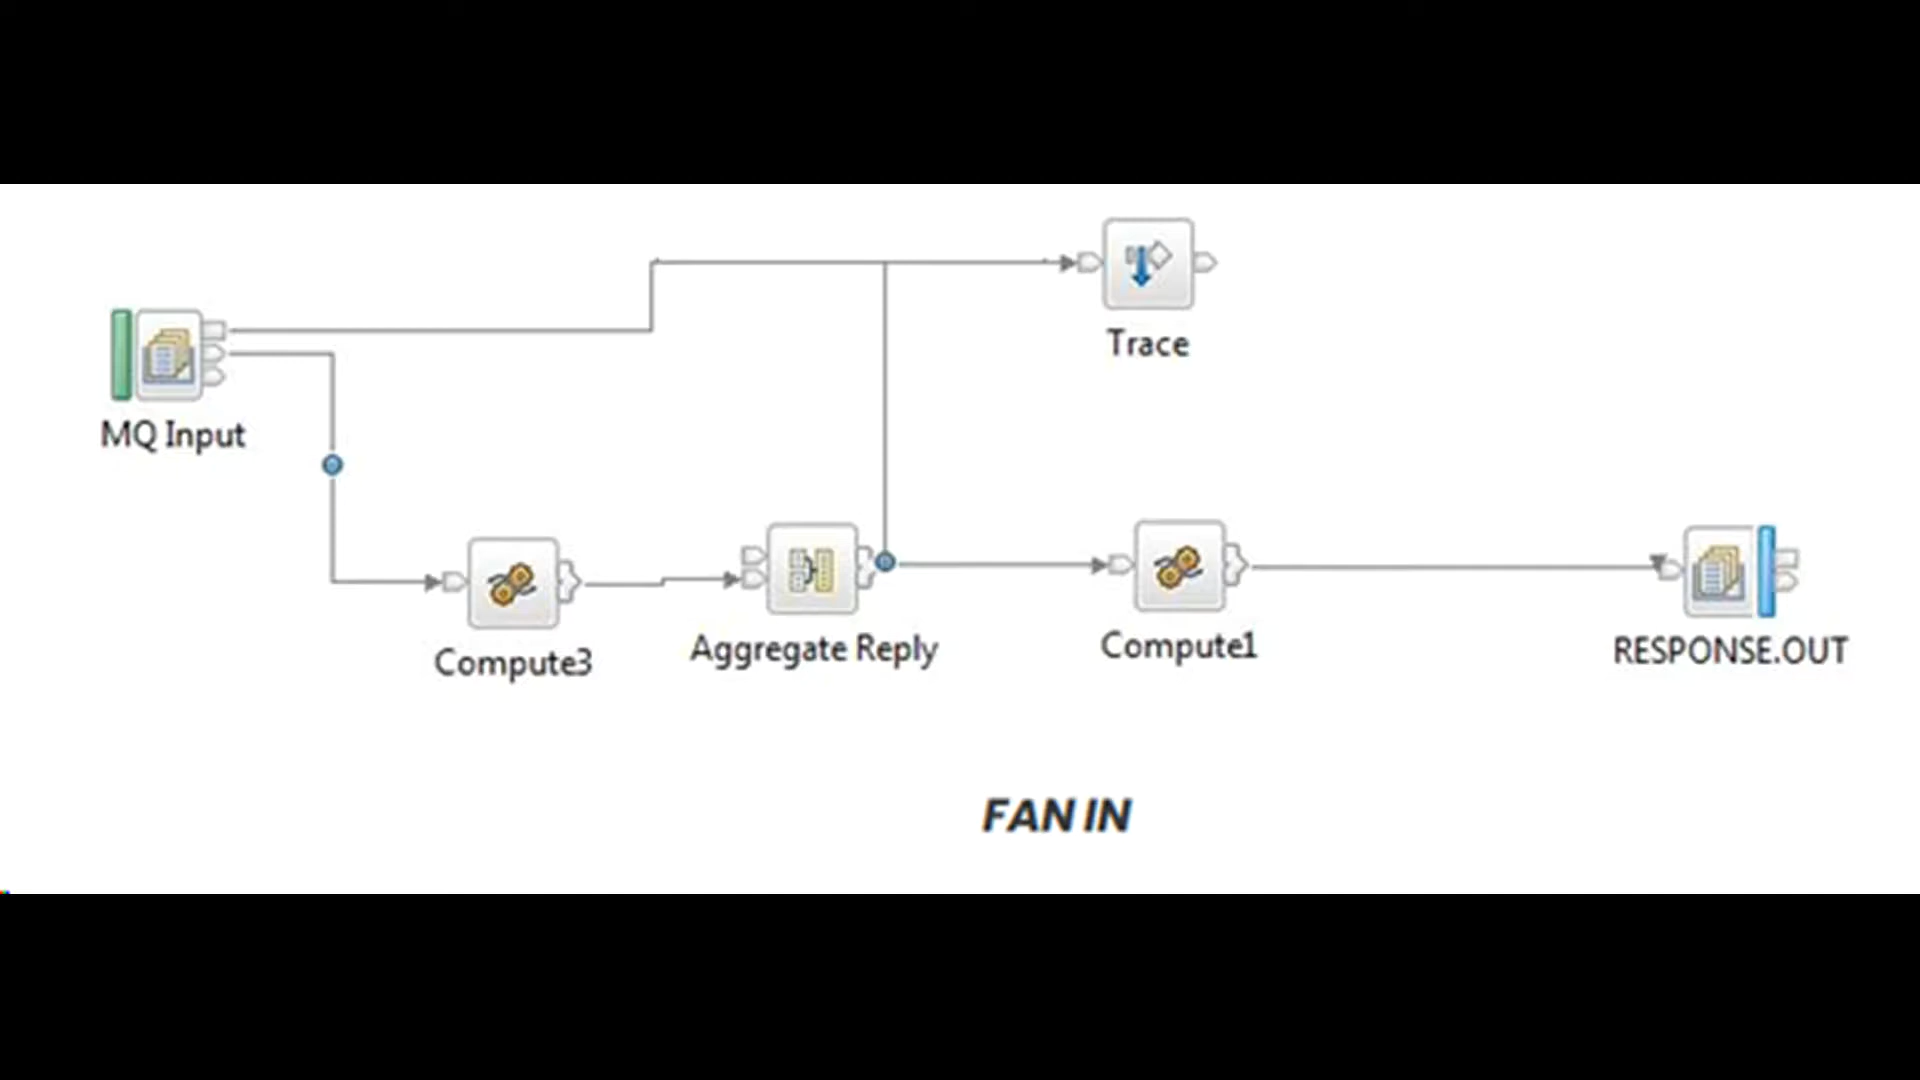 Trace
MQ Input
Compute3
Aggregate Reply
Compute1
RESPONSE.OUT
FAN IN